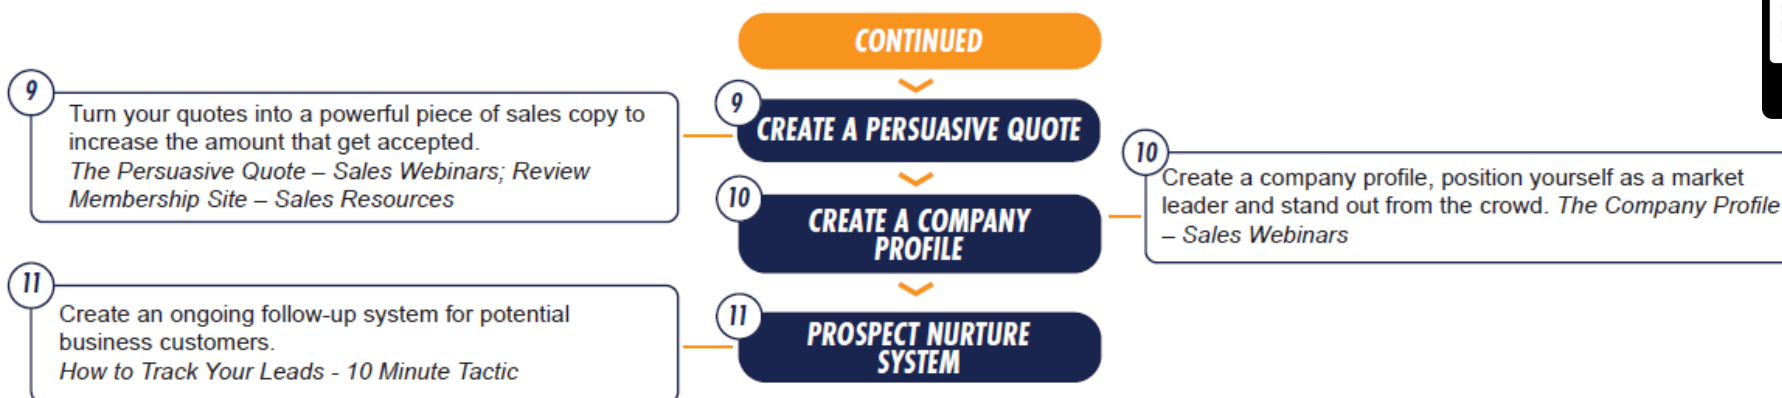 CONTINUED
9
Turn your quotes into a powerful piece of sales copy to
increase the amount that get accepted.
The Persuasive Quote – Sales Webinars; Review
Membership Site – Sales Resources
9
CREATE A PERSUASIVE QUOTE
10
CREATE A COMPANY
PROFILE
10
Create a company profile, position yourself as a market
leader and stand out from the crowd. The Company Profile
– Sales Webinars
11
Create an ongoing follow-up system for potential
business customers.
How to Track Your Leads - 10 Minute Tactic
11
PROSPECT NURTURE
SYSTEM